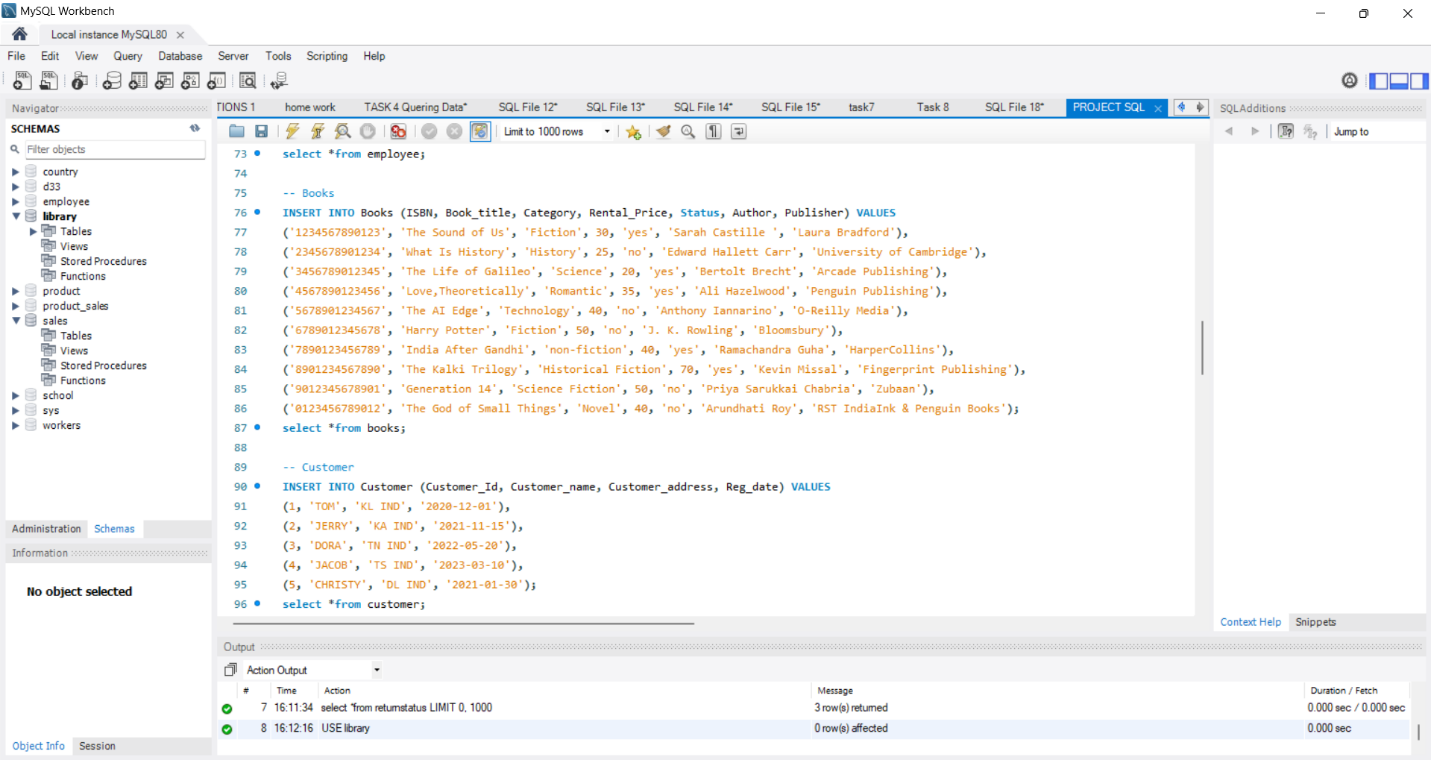 MySQL Workbench
Local instance MySQL80 ×
File Edit View Query Database Server Tools Scripting Help
Navigator
SCHEMAS
Filter objects
country
d33
employee
library
Tables
Views
Stored Procedures
Functions
product
product_sales
sales
Tables
Views
Stored Procedures
Functions
school
sys
workers
Administration Schemas
Information
No object selected
Object Info Session
TIONS 1 home work TASK 4 Quering Data* SQL File 12* SQL File 13* SQL File 14* SQL File 15* task7 Task 8 SQL File 18* PROJECT SQL ×
Limit to 1000 rows
73 select *from employee;
74
75 -- Books
76 INSERT INTO Books (ISBN, Book_title, Category, Rental_Price, Status, Author, Publisher) VALUES
77 ('1234567890123', 'The Sound of Us', 'Fiction', 30, 'yes', 'Sarah Castille ', 'Laura Bradford'),
78 ('2345678901234', 'What Is History', 'History', 25, 'no', 'Edward Hallett Carr', 'University of Cambridge'),
79 ('3456789012345', 'The Life of Galileo', 'Science', 20, 'yes', 'Bertolt Brecht', 'Arcade Publishing'),
80 ('4567890123456', 'Love,Theoretically', 'Romantic', 35, 'yes', 'Ali Hazelwood', 'Penguin Publishing'),
81 ('5678901234567', 'The AI Edge', 'Technology', 40, 'no', 'Anthony Iannarino', 'O-Reilly Media'),
82 ('6789012345678', 'Harry Potter', 'Fiction', 50, 'no', 'J. K. Rowling', 'Bloomsbury'),
83 ('7890123456789', 'India After Gandhi', 'non-fiction', 40, 'yes', 'Ramachandra Guha', 'HarperCollins'),
84 ('8901234567890', 'The Kalki Trilogy', 'Historical Fiction', 70, 'yes', 'Kevin Missal', 'Fingerprint Publishing'),
85 ('9012345678901', 'Generation 14', 'Science Fiction', 50, 'no', 'Priya Sarukkai Chabria', 'Zubaan'),
86 ('0123456789012', 'The God of Small Things', 'Novel', 40, 'no', 'Arundhati Roy', 'RST IndiaInk & Penguin Books');
87 select *from books;
88
89 -- Customer
90 INSERT INTO Customer (Customer_Id, Customer_name, Customer_address, Reg_date) VALUES
91 (1, 'TOM', 'KL IND', '2020-12-01'),
92 (2, 'JERRY', 'KA IND', '2021-11-15'),
93 (3, 'DORA', 'TN IND', '2022-05-20'),
94 (4, 'JACOB', 'TS IND', '2023-03-10'),
95 (5, 'CHRISTY', 'DL IND', '2021-01-30');
96 select *from customer;
SQLAdditions
Jump to
Context Help Snippets
Output
Action Output
# Time Action Message Duration / Fetch
7 16:11:34 select *from returnstatus LIMIT 0, 1000 3 row(s) returned 0.000 sec / 0.000 sec
8 16:12:16 USE library 0 row(s) affected 0.000 sec